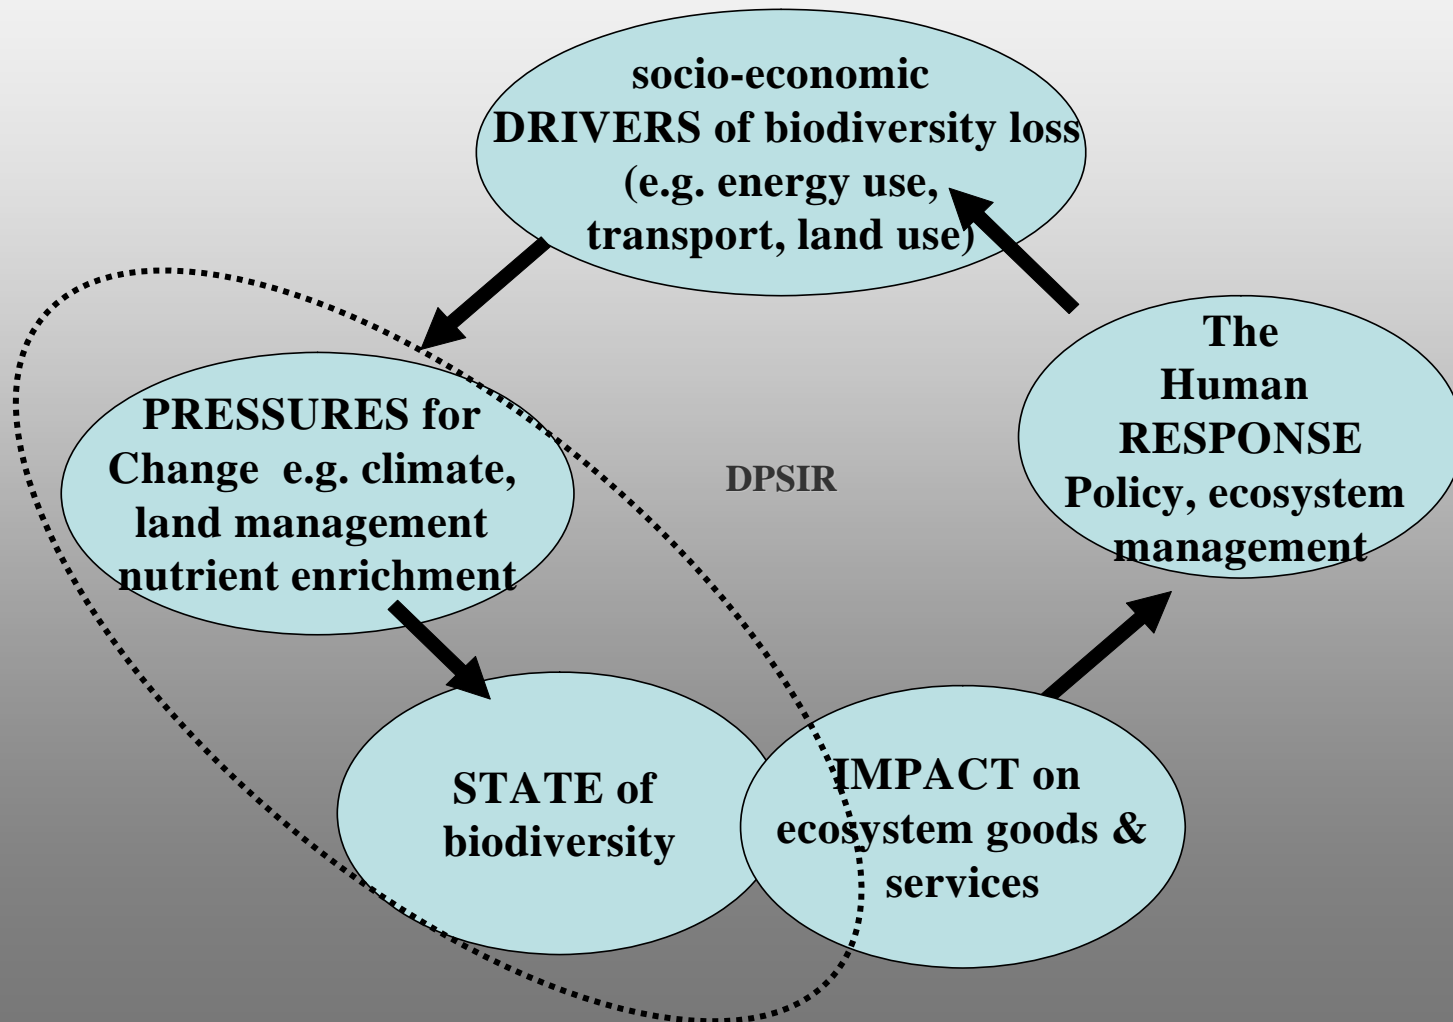 socio-economic
DRIVERS of biodiversity loss
(e.g. energy use,
transport, land use)
PRESSURES for
Change e.g. climate,
land management
nutrient enrichment
DPSIR
The
Human
RESPONSE
Policy, ecosystem
management
STATE of
biodiversity
IMPACT on
ecosystem goods &
services